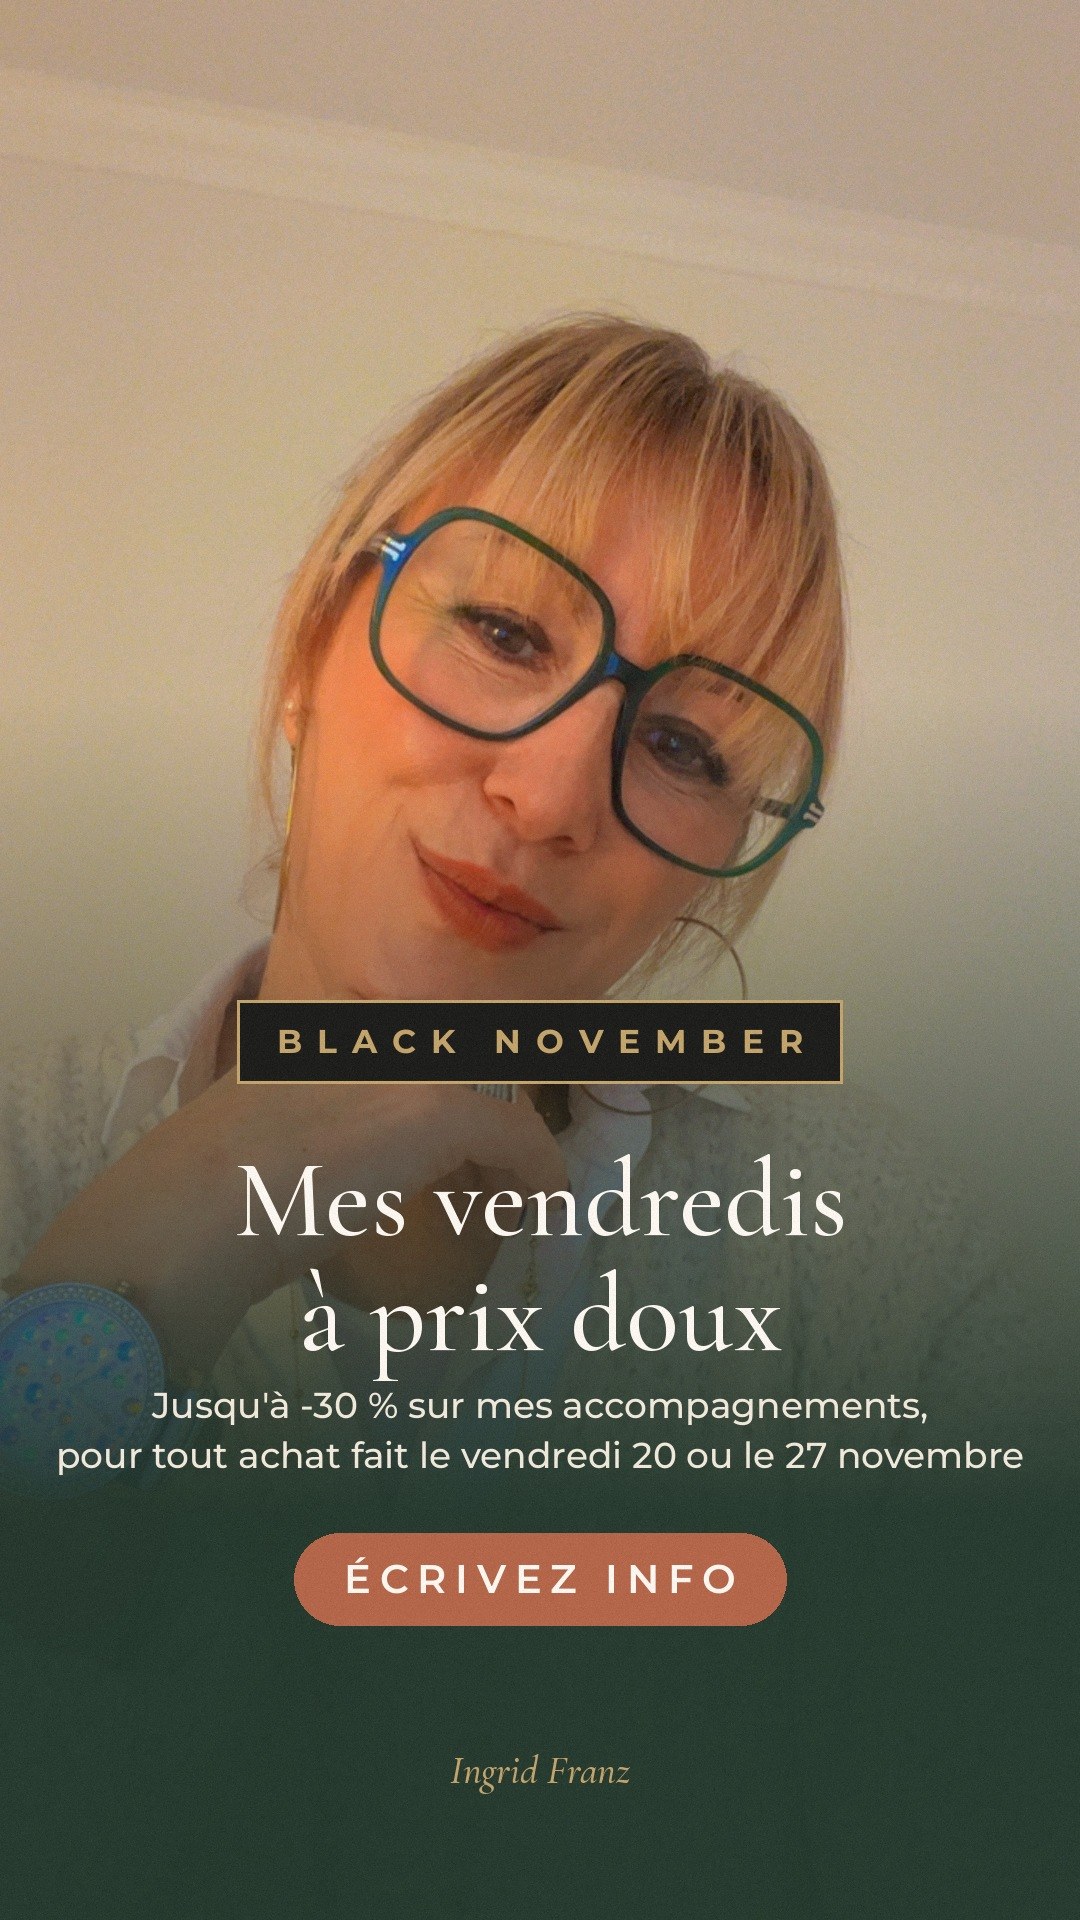 BLACK NOVEMBER
Mes vendredis
à prix doux
Jusqu'à -30 % sur mes accompagnements,
pour tout achat fait le vendredi 20 ou le 27 novembre
ÉCRIVEZ INFO
Ingrid Franz